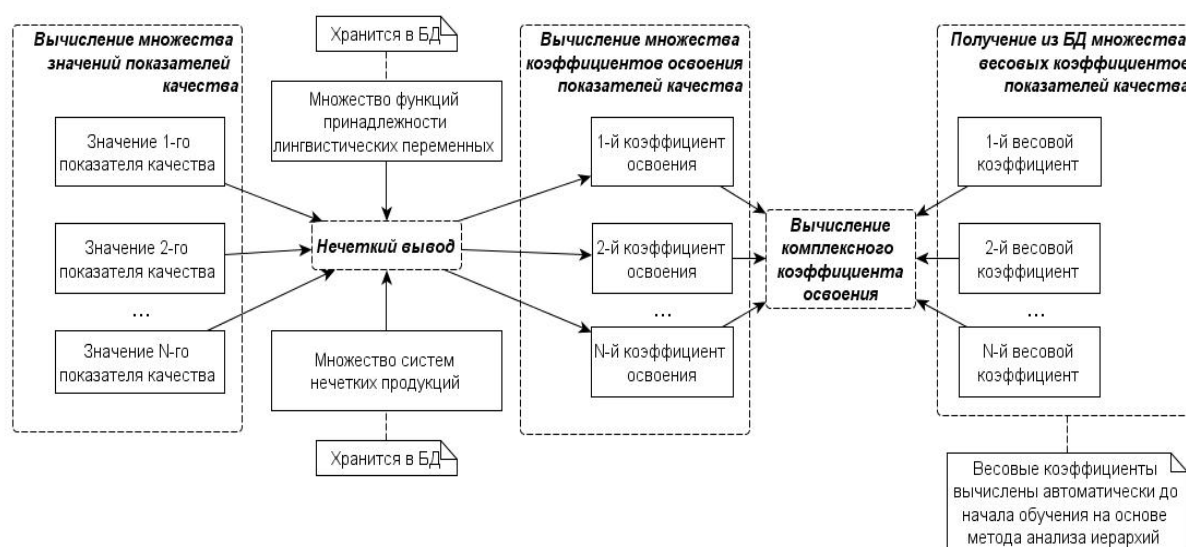 Вычисление множества
значений показателей
качества
Значение 1-го
показателя качества
Значение 2-го
показателя качества
...
Значение N-го
показателя качества
Хранится в БД
Множество функций
принадлежности
лингвистических переменных
Нечеткий вывод
Множество систем
нечетких продукций
Хранится в БД
Вычисление множества
коэффициентов освоения
показателей качества
1-й коэффициент
освоения
2-й коэффициент
освоения
...
N-й коэффициент
освоения
Вычисление
комплексного
коэффициента
освоения
Получение из БД множества
весовых коэффициентов
показателей качества
1-й весовой
коэффициент
2-й весовой
коэффициент
...
N-й весовой
коэффициент
Весовые коэффициенты
вычислены автоматически до
начала обучения на основе
метода анализа иерархий